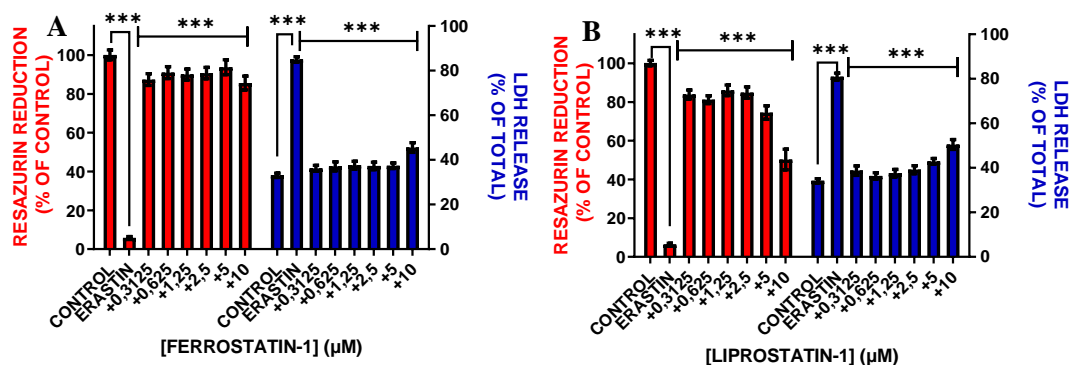 A
*** *** *** ***
RESAZURIN REDUCTION
(% OF CONTROL)
100
80
60
40
20
0
100
80
60
40
20
0
LDH RELEASE
(% OF TOTAL)
CONTROL
ERASTIN
+0,3125
+0,625
+1,25
+2,5
+5
+10
CONTROL
ERASTIN
+0,3125
+0,625
+1,25
+2,5
+5
+10
[FERROSTATIN-1] (µM)
B
*** *** *** ***
RESAZURIN REDUCTION
(% OF CONTROL)
100
80
60
40
20
0
100
80
60
40
20
0
LDH RELEASE
(% OF TOTAL)
CONTROL
ERASTIN
+0,3125
+0,625
+1,25
+2,5
+5
+10
CONTROL
ERASTIN
+0,3125
+0,625
+1,25
+2,5
+5
+10
[LIPROSTATIN-1] (µM)